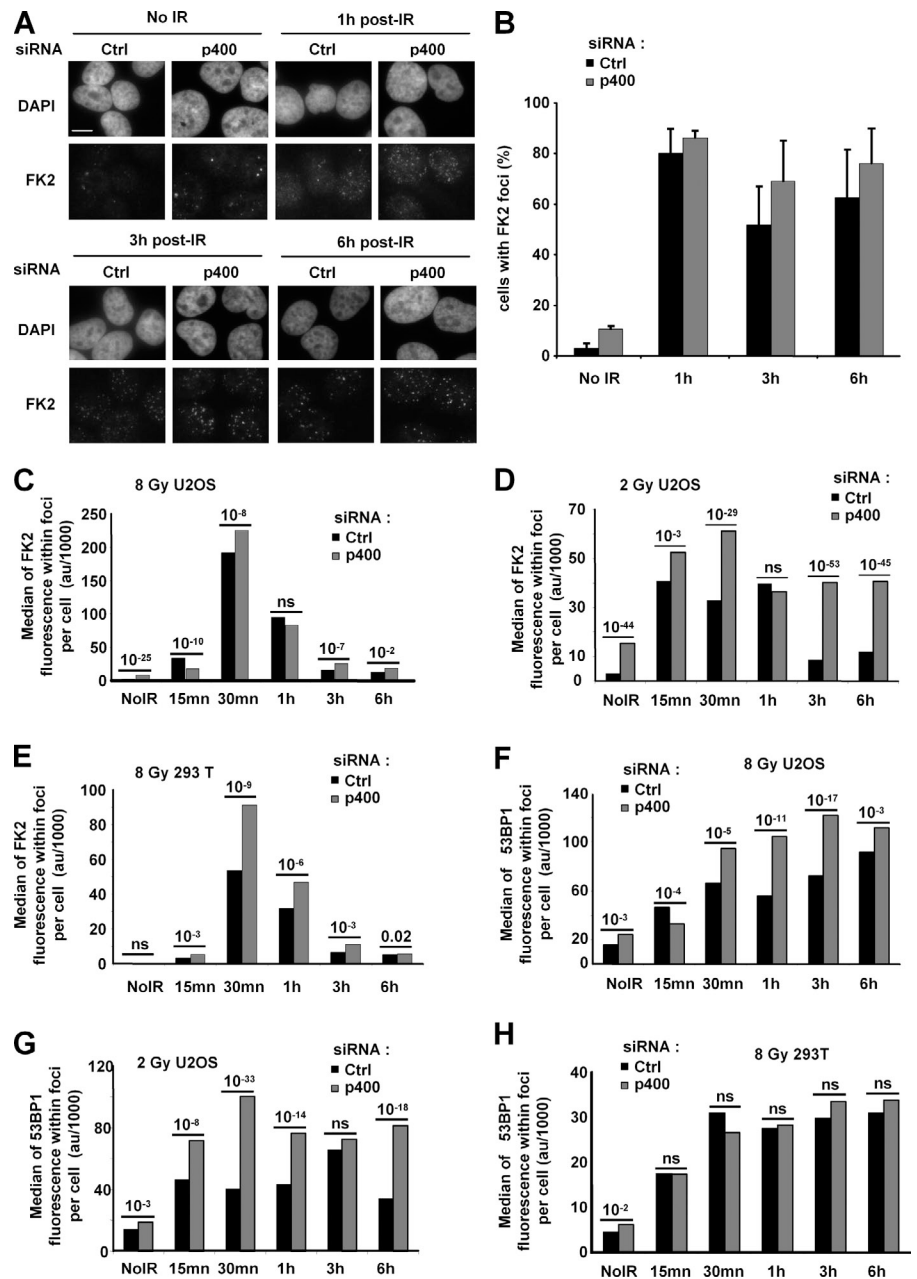 A
No IR
1h post-IR
siRNA
Ctrl
p400
Ctrl
p400
DAPI
FK2
3h post-IR
6h post-IR
siRNA
Ctrl
p400
Ctrl
p400
DAPI
FK2
B
siRNA :
Ctrl
p400
cells with FK2 foci (%)
100
80
60
40
20
0
No IR
1h
3h
6h
C
8 Gy U2OS
siRNA :
Ctrl
p400
Median of FK2
fluorescence within foci
per cell (au/1000)
250
200
150
100
50
0
10-25
10-10
10-8
ns
10-7
10-2
NoIR
15mn
30mn
1h
3h
6h
D
2 Gy U2OS
siRNA :
Ctrl
p400
Median of FK2
fluorescence within foci
per cell (au/1000)
70
40
10
0
10-44
10-3
10-29
ns
10-53
10-45
NoIR
15mn
30mn
1h
3h
6h
E
8 Gy 293 T
siRNA :
Ctrl
p400
Median of FK2
fluorescence within foci
per cell (au/1000)
100
80
60
40
20
0
ns
10-3
10-9
10-6
10-3
0.02
NoIR
15mn
30mn
1h
3h
6h
F
siRNA :
Ctrl
p400
8 Gy U2OS
Median of 53BP1
fluorescence within foci
per cell (au/1000)
140
100
60
20
0
10-3
10-4
10-5
10-11
10-17
10-3
NoIR
15mn
30mn
1h
3h
6h
G
2 Gy U2OS
siRNA :
Ctrl
p400
Median of 53BP1
fluorescence within foci
per cell (au/1000)
120
80
40
0
10-3
10-8
10-33
10-14
ns
10-18
NoIR
15mn
30mn
1h
3h
6h
H
siRNA :
Ctrl
p400
8 Gy 293T
Median of 53BP1
fluorescence within foci
per cell (au/1000)
40
30
20
10
0
10-2
ns
ns
ns
ns
ns
NoIR
15mn
30mn
1h
3h
6h